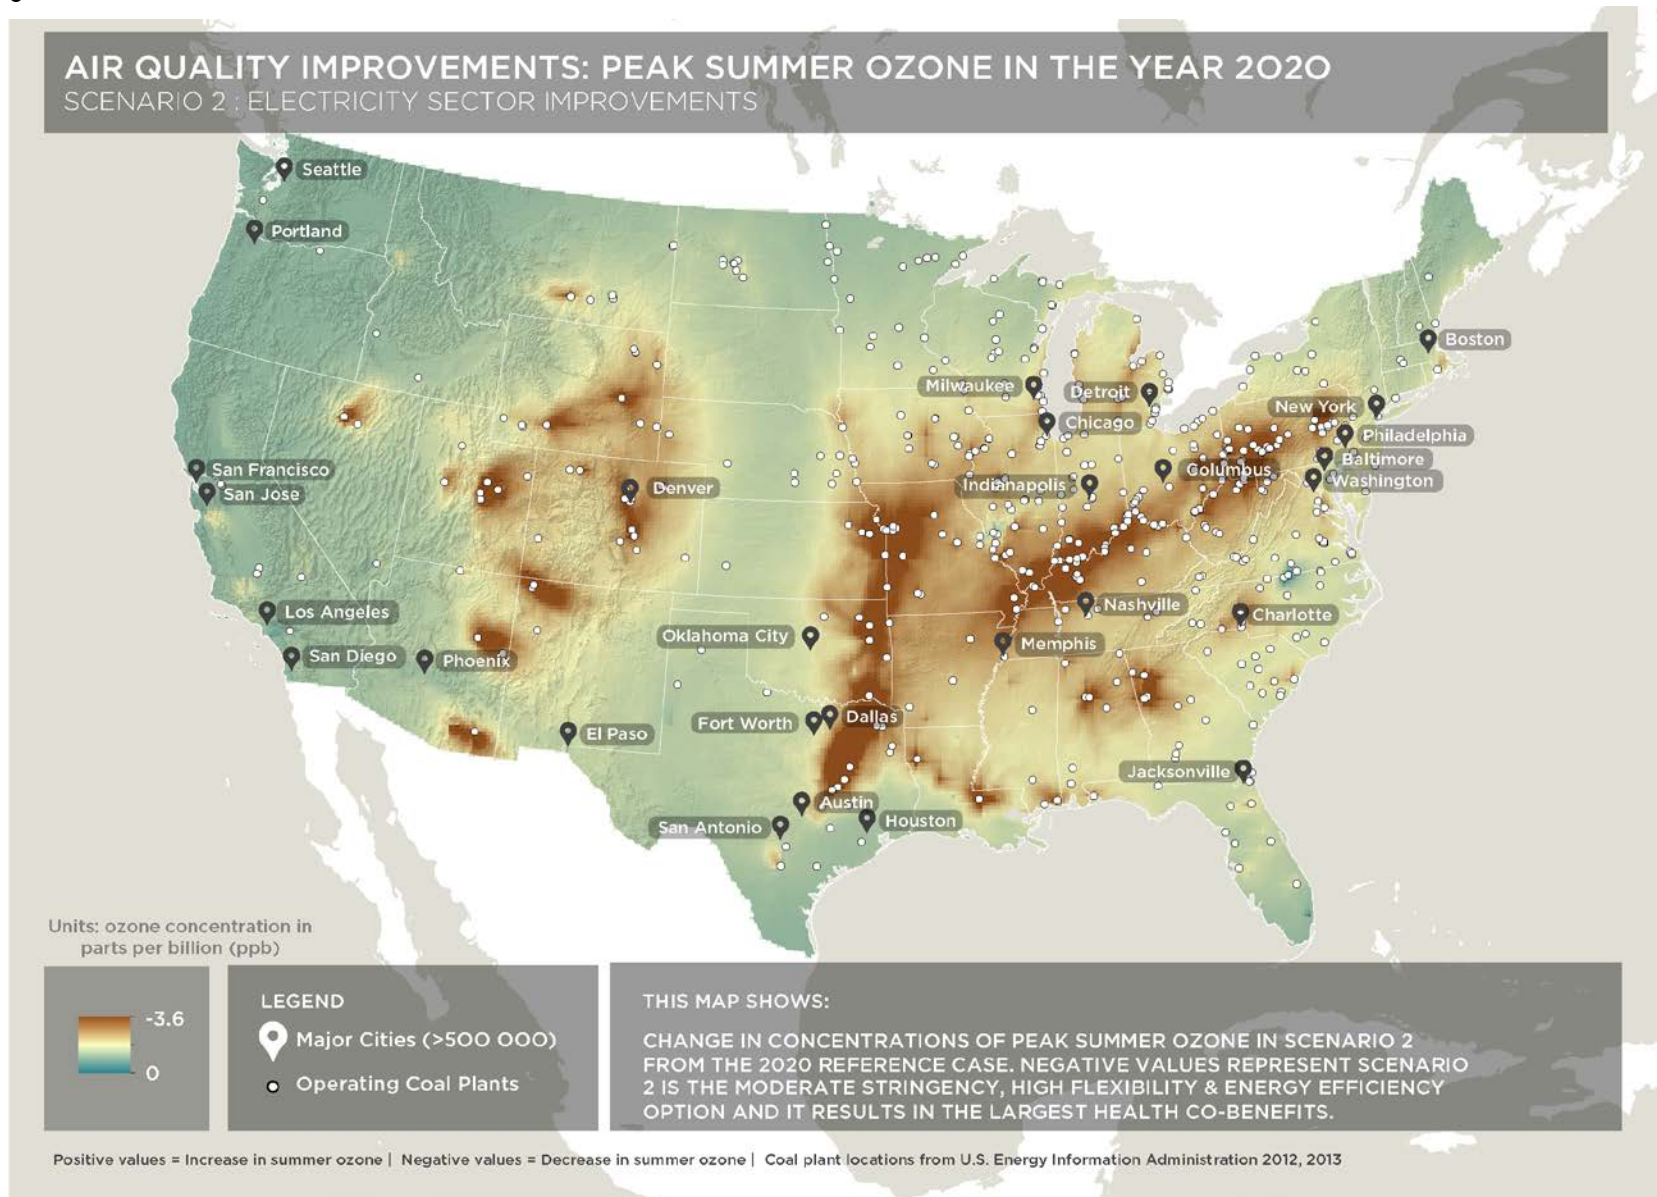 AIR QUALITY IMPROVEMENTS: PEAK SUMMER OZONE IN THE YEAR 2020
SCENARIO 2 : ELECTRICITY SECTOR IMPROVEMENTS
Seattle
Portland
Boston
Milwaukee
Detroit
New York
Chicago
Philadelphia
San Francisco
Columbus
Baltimore
San Jose
Denver
Indianapolis
Washington
Los Angeles
Nashville
Charlotte
Oklahoma City
Memphis
San Diego
Phoenix
Fort Worth
Dallas
El Paso
Jacksonville
Austin
San Antonio
Houston
Units: ozone concentration in
parts per billion (ppb)
-3.6
0
LEGEND
Major Cities (>500 000)
Operating Coal Plants
THIS MAP SHOWS:
CHANGE IN CONCENTRATIONS OF PEAK SUMMER OZONE IN SCENARIO 2
FROM THE 2020 REFERENCE CASE. NEGATIVE VALUES REPRESENT SCENARIO
2 IS THE MODERATE STRINGENCY, HIGH FLEXIBILITY & ENERGY EFFICIENCY
OPTION AND IT RESULTS IN THE LARGEST HEALTH CO-BENEFITS.
Positive values = Increase in summer ozone | Negative values = Decrease in summer ozone | Coal plant locations from U.S. Energy Information Administration 2012, 2013